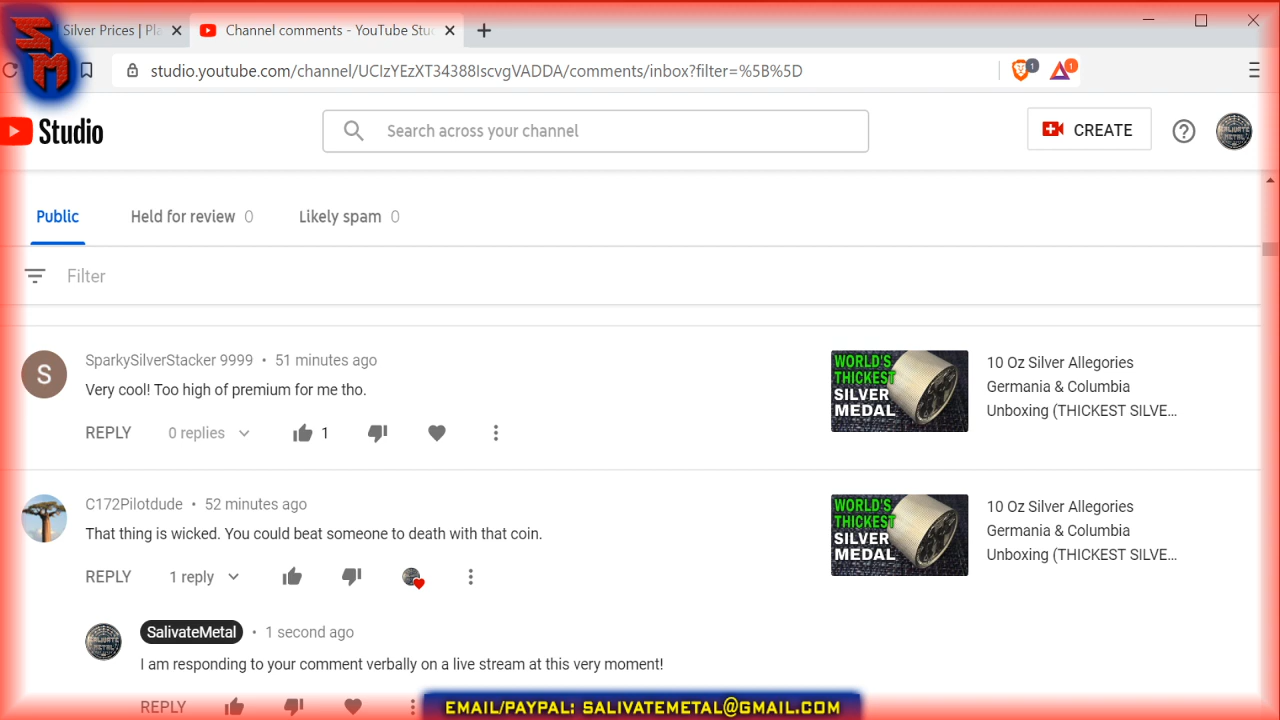 SM
Silver Prices | Pla
Channel comments - YouTube Stu
studio.youtube.com/channel/UCIzYEzXT34388IscvgVADDA/comments/inbox?filter=%5B%5D
1
1
Studio
Search across your channel
CREATE
Public
Held for review 0
Likely spam 0
Filter
SparkySilverStacker 9999 • 51 minutes ago
Very cool! too high of premium for me tho.
REPLY
0 replies
1
WORLD'S
THICKEST
SILVER
MEDAL
10 Oz Silver Allegories
Germania & Columbia
Unboxing (THICKEST SILVE...
C172Pilotdude • 52 minutes ago
That thing is wicked. You could beat someone to death with that coin.
REPLY
1 reply
WORLD'S
THICKEST
SILVER
MEDAL
10 Oz Silver Allegories
Germania & Columbia
Unboxing (THICKEST SILVE...
SalivateMetal • 1 second ago
I am responding to your comment verbally on a live stream at this very moment!
REPLY
EMAIL/PAYPAL: SALIVATEMETAL@GMAIL.COM
SALIVATE
METAL
S